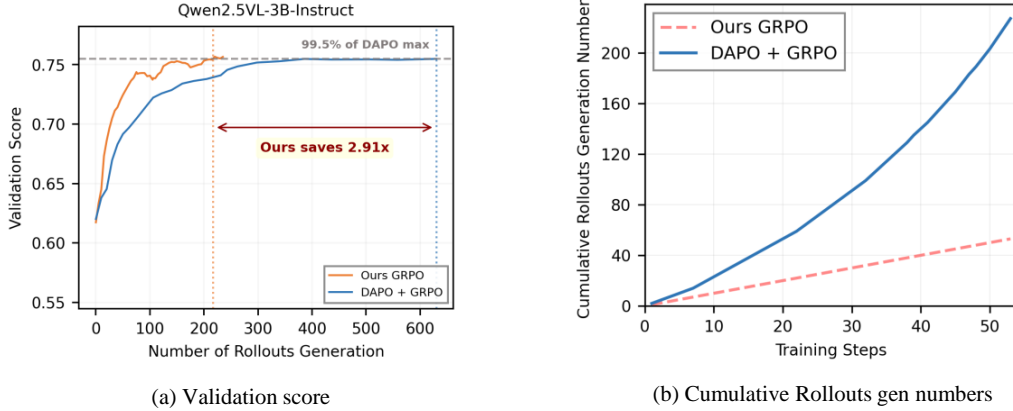 Qwen2.5VL-3B-Instruct
99.5% of DAPO max
Ours saves 2.91x
Validation Score
0.75
0.70
0.65
0.60
0.55
Ours GRPO
DAPO + GRPO
0
100
200
300
400
500
600
Number of Rollouts Generation
(a) Validation score
Ours GRPO
DAPO + GRPO
Cumulative Rollouts Generation Number
200
160
120
80
40
0
0
10
20
30
40
50
Training Steps
(b) Cumulative Rollouts gen numbers